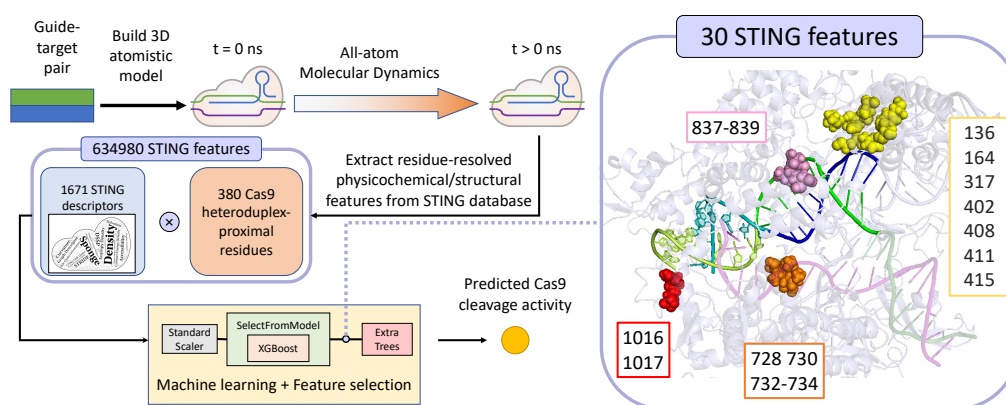 Guide-
target
pair
Build 3D
atomistic
model
t = 0 ns
All-atom
Molecular Dynamics
t > 0 ns
634980 STING features
1671 STING
descriptors
Density
Sponge
380 Cas9
heteroduplex-
proximal
residues
Extract residue-resolved
physicochemical/structural
features from STING database
Standard
Scaler
SelectFromModel
XGBoost
Extra
Trees
Machine learning + Feature selection
Predicted Cas9
cleavage activity
30 STING features
837-839
136
164
317
402
408
411
415
1016
1017
728 730
732-734